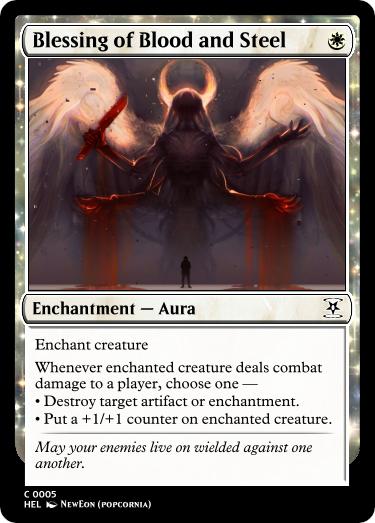 Blessing of Blood and Steel
Enchantment — Aura
Enchant creature
Whenever enchanted creature deals combat
damage to a player, choose one —
• Destroy target artifact or enchantment.
• Put a +1/+1 counter on enchanted creature.
May your enemies live on wielded against one
another.
C 0005
HEL NewEon (popcornia)